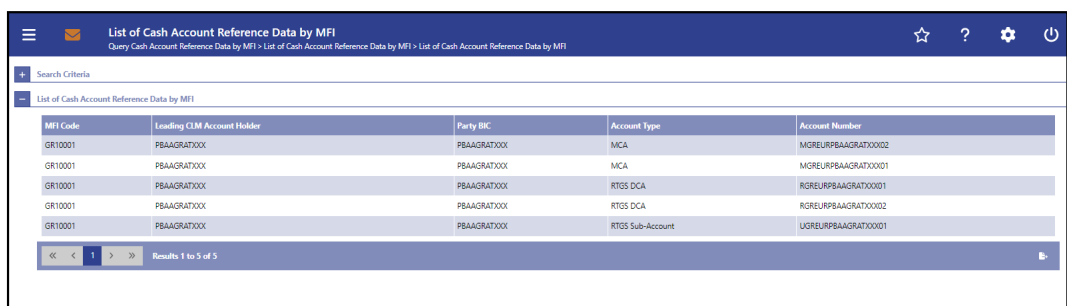 List of Cash Account Reference Data by MFI
Query Cash Account Reference Data by MFI > List of Cash Account Reference Data by MFI > List of Cash Account Reference Data by MFI
?
+ Search Criteria
− List of Cash Account Reference Data by MFI
MFI Code Leading CLM Account Holder Party BIC Account Type Account Number
GR10001 PBAAGRATXXX PBAAGRATXXX MCA MGREURPBAAGRATXXX02
GR10001 PBAAGRATXXX PBAAGRATXXX MCA MGREURPBAAGRATXXX01
GR10001 PBAAGRATXXX PBAAGRATXXX RTGS DCA RGREURPBAAGRATXXX01
GR10001 PBAAGRATXXX PBAAGRATXXX RTGS DCA RGREURPBAAGRATXXX02
GR10001 PBAAGRATXXX PBAAGRATXXX RTGS Sub-Account UGREURPBAAGRATXXX01
« < 1 > » Results 1 to 5 of 5